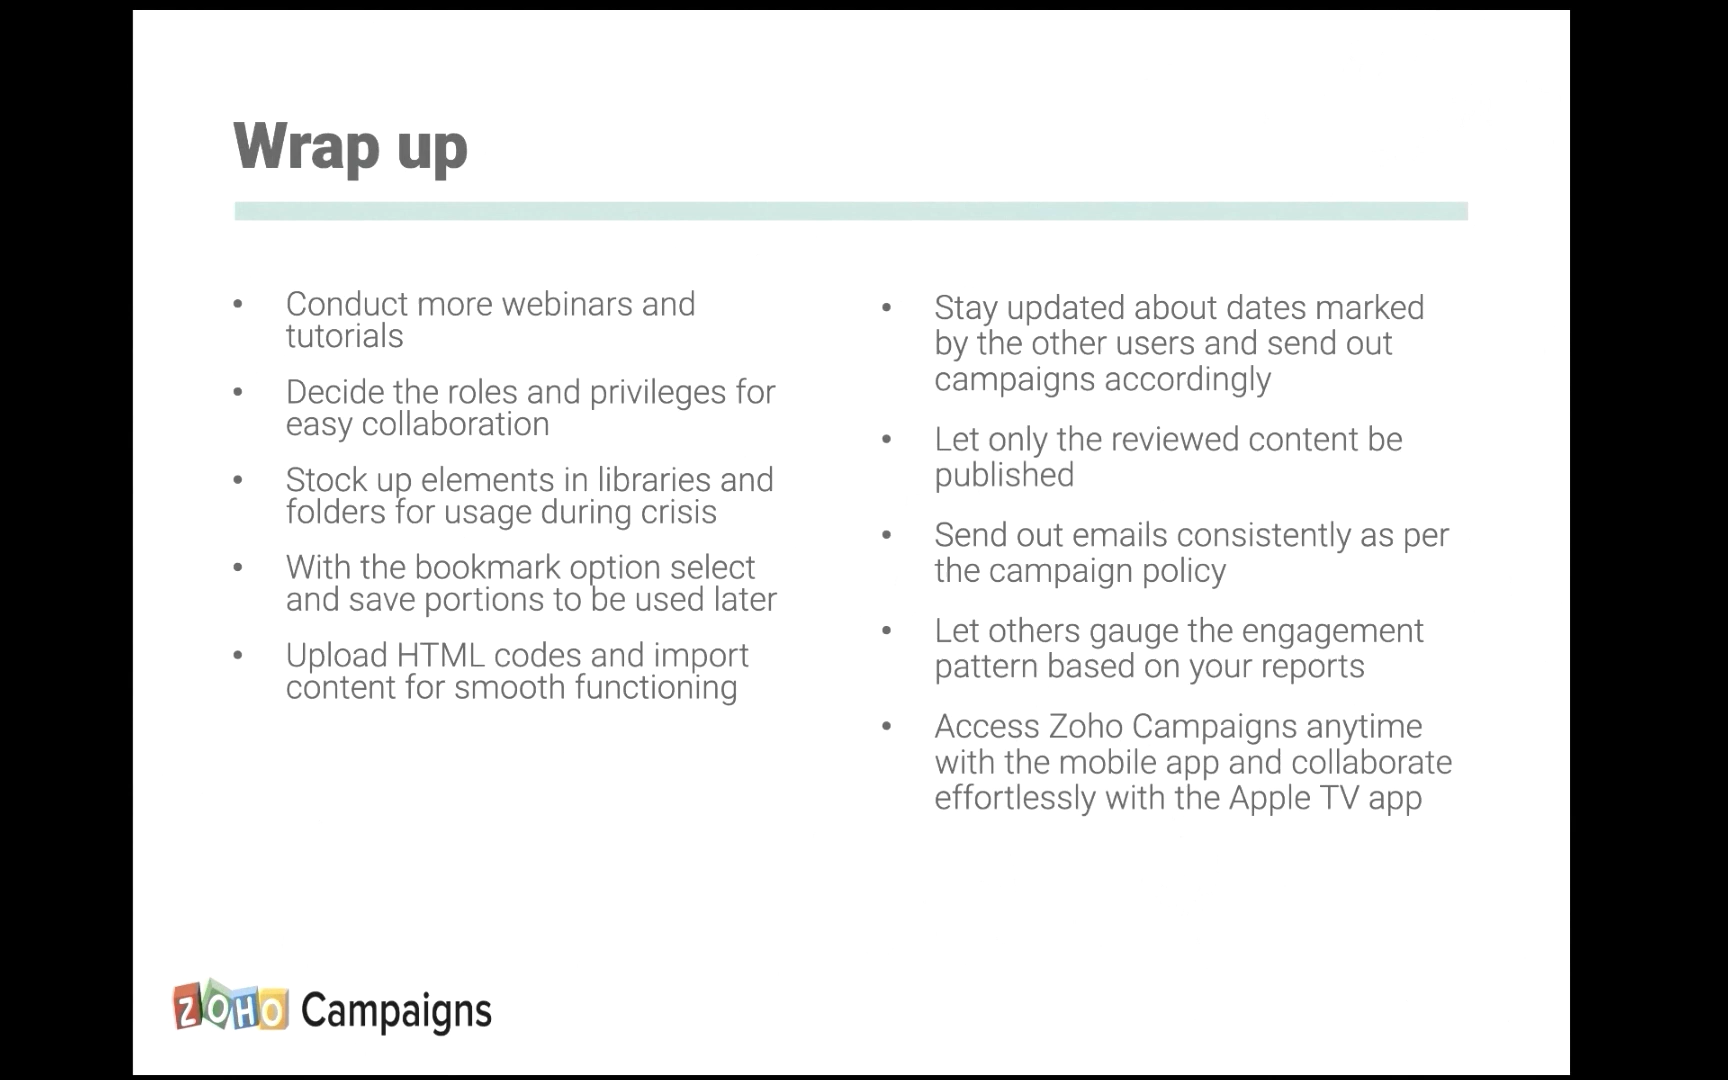 Wrap up
• Conduct more webinars and
tutorials
• Decide the roles and privileges for
easy collaboration
• Stock up elements in libraries and
folders for usage during crisis
• With the bookmark option select
and save portions to be used later
• Upload HTML codes and import
content for smooth functioning
• Stay updated about dates marked
by the other users and send out
campaigns accordingly
• Let only the reviewed content be
published
• Send out emails consistently as per
the campaign policy
• Let others gauge the engagement
pattern based on your reports
• Access Zoho Campaigns anytime
with the mobile app and collaborate
effortlessly with the Apple TV app
ZOHO Campaigns